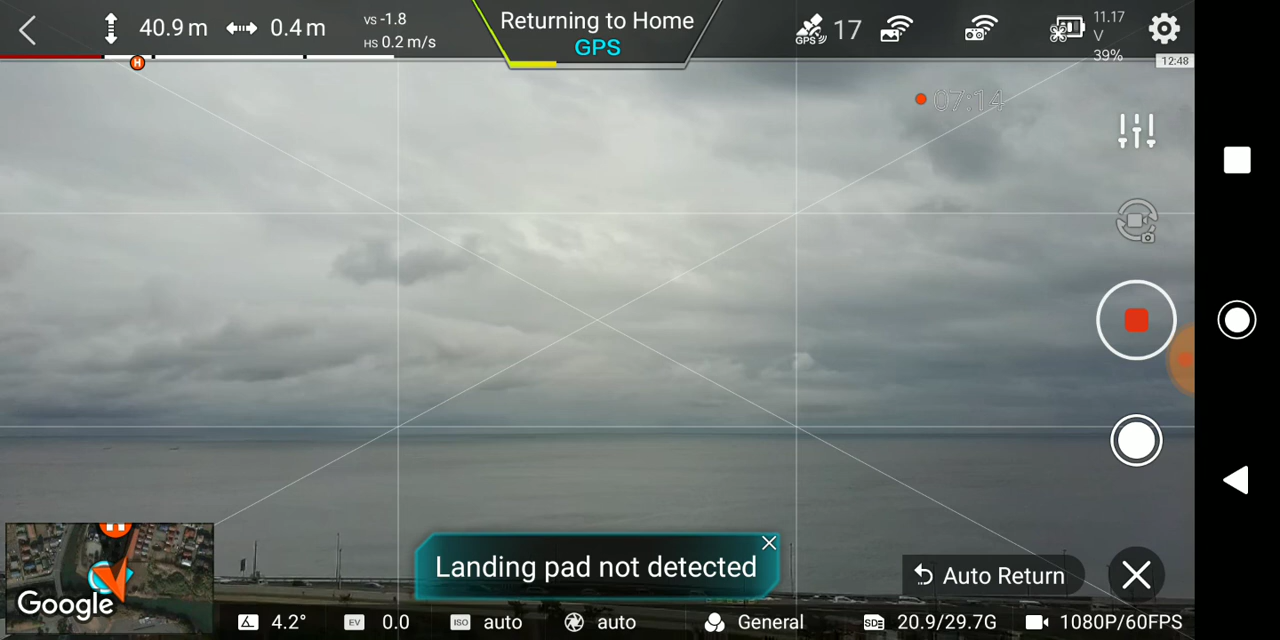 40.9 m
0.4 m
VS -1.8
HS 0.2 m/s
Returning to Home
GPS
GPS
17
11.17
V
39%
12:48
H
07:14
H
Landing pad not detected
Auto Return
Google
4.2°
EV
0.0
ISO
auto
auto
General
SD
20.9/29.7G
1080P/60FPS